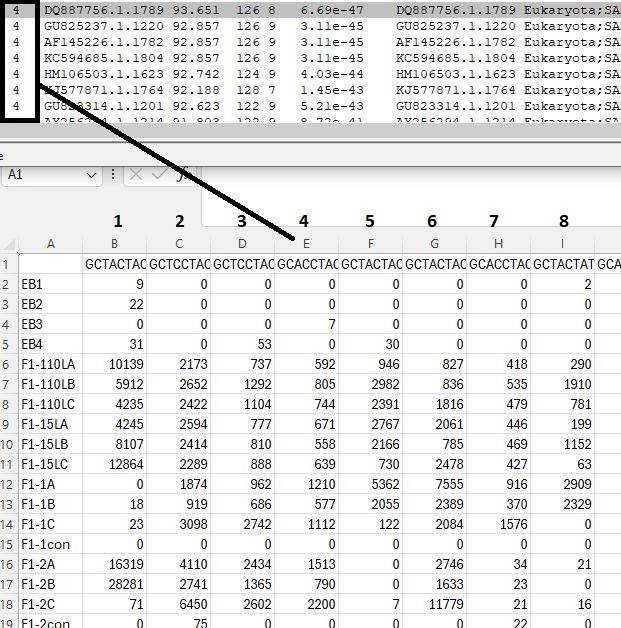 4 DQ887756.1.1789 93.651 126 8 6.69e-47 DQ887756.1.1789 Eukaryota;SA
4 GU825237.1.1220 92.857 126 9 3.11e-45 GU825237.1.1220 Eukaryota;SA
4 AF145226.1.1782 92.857 126 9 3.11e-45 AF145226.1.1782 Eukaryota;SA
4 KC594685.1.1804 92.857 126 9 3.11e-45 KC594685.1.1804 Eukaryota;SA
4 HM106503.1.1623 92.742 124 9 4.03e-44 HM106503.1.1623 Eukaryota;SA
4 KJ577871.1.1764 92.188 128 7 1.45e-43 KJ577871.1.1764 Eukaryota;SA
4 GU823314.1.1201 92.623 122 9 5.21e-43 GU823314.1.1201 Eukaryota;SA
AY256294.1.1214 91.803 122 9 8.72e-41 AY256294.1.1214 Eukaryota;SA
e
A1 fx
1 2 3 4 5 6 7 8
A B C D E F G H I
1 GCTACTAC GCTCCTAC GCTCCTAC GCACCTAC GCTACTAC GCTACTAC GCACCTAC GCTACTAT GCA
2 EB1 9 0 0 0 0 0 0 2
3 EB2 22 0 0 0 0 0 0 0
4 EB3 0 0 0 7 0 0 0 0
5 EB4 31 0 53 0 30 0 0 0
6 F1-110LA 10139 2173 737 592 946 827 418 290
7 F1-110LB 5912 2652 1292 805 2982 836 535 1910
8 F1-110LC 4235 2422 1104 744 2391 1816 479 781
9 F1-15LA 4245 2594 777 671 2767 2061 446 199
10 F1-15LB 8107 2414 810 558 2166 785 469 1152
11 F1-15LC 12864 2289 888 639 730 2478 427 63
12 F1-1A 0 1874 962 1210 5362 7555 916 2909
13 F1-1B 18 919 686 577 2055 2389 370 2329
14 F1-1C 23 3098 2742 1112 122 2084 1576 0
15 F1-1con 0 0 0 0 0 0 0 0
16 F1-2A 16319 4110 2434 1513 0 2746 34 21
17 F1-2B 28281 2741 1365 790 0 1633 23 0
18 F1-2C 71 6450 2602 2200 7 11779 21 16
19 F1-2con 0 75 0 0 0 0 22 0